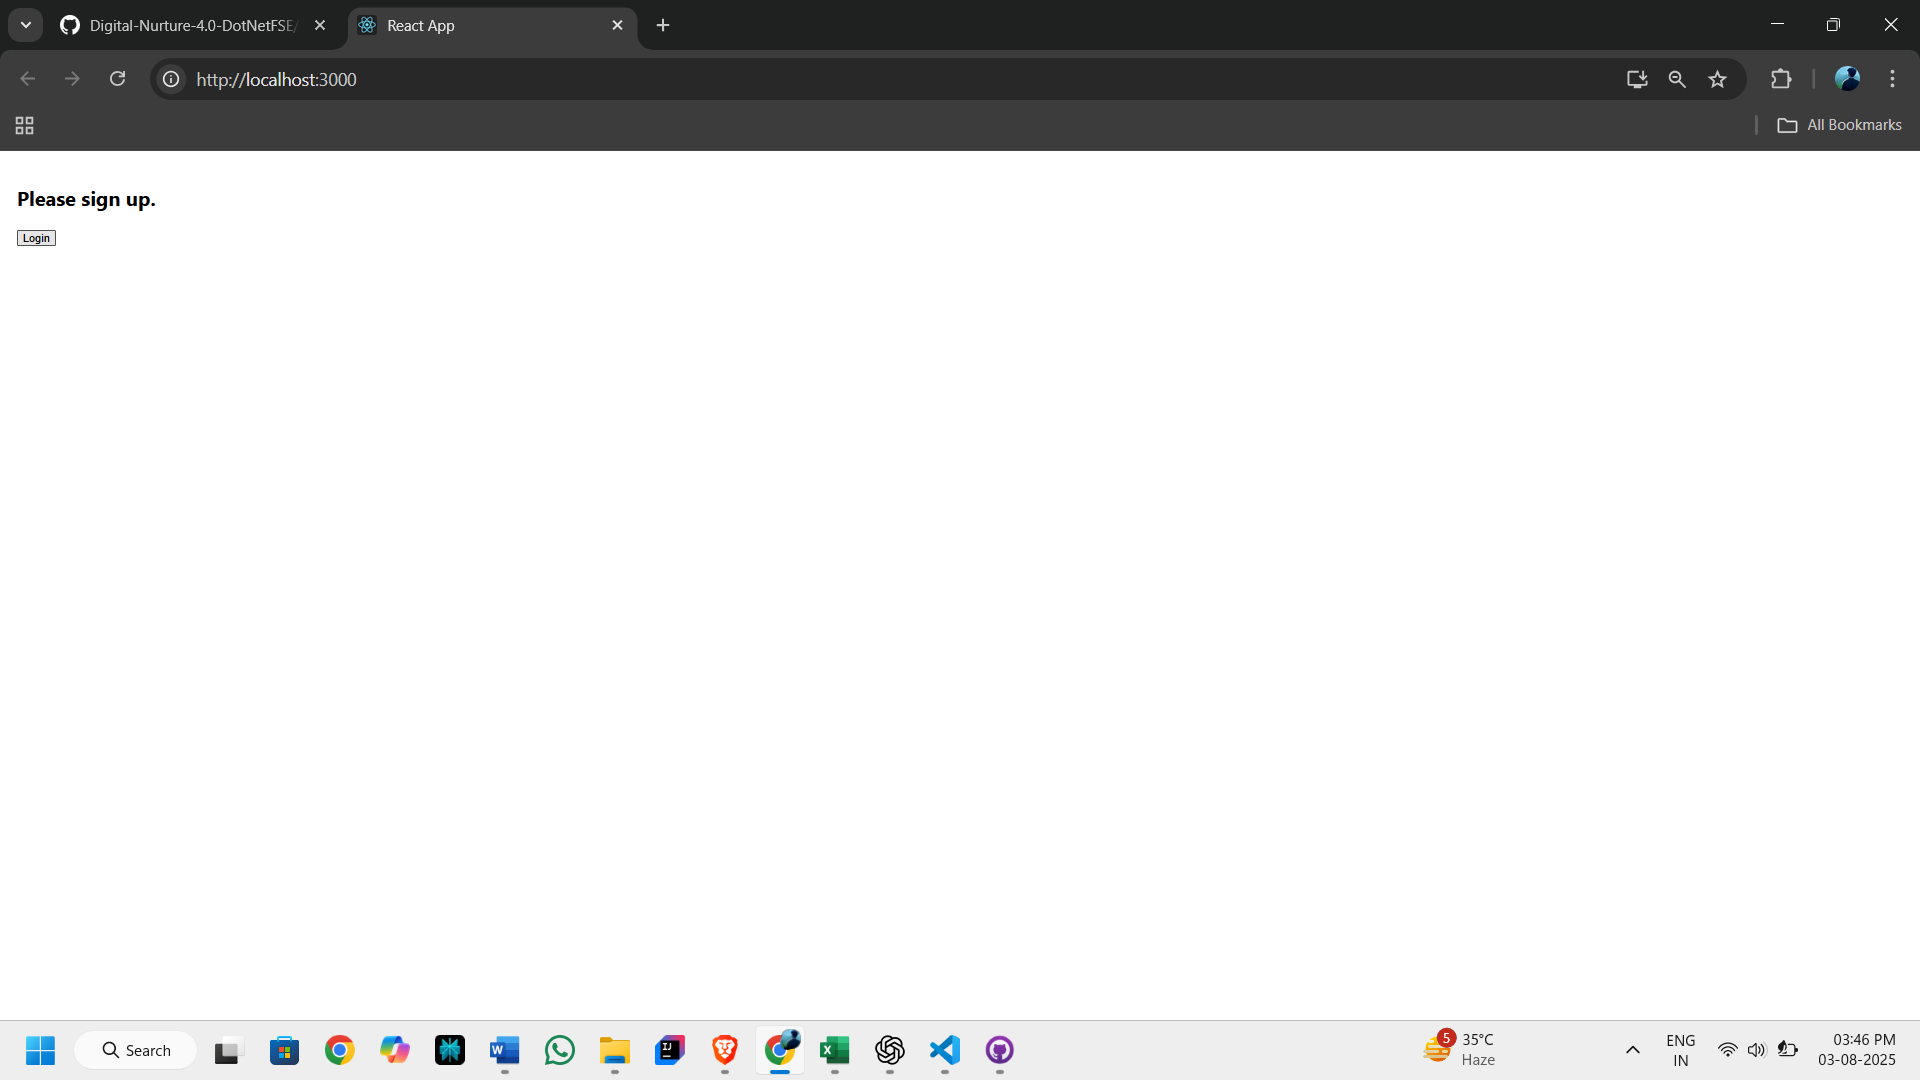 Digital-Nurture-4.0-DotNetFSE/
React App
http://localhost:3000
All Bookmarks
Please sign up.
Login
Search
5
35°C
Haze
ENG
IN
03:46 PM
03-08-2025